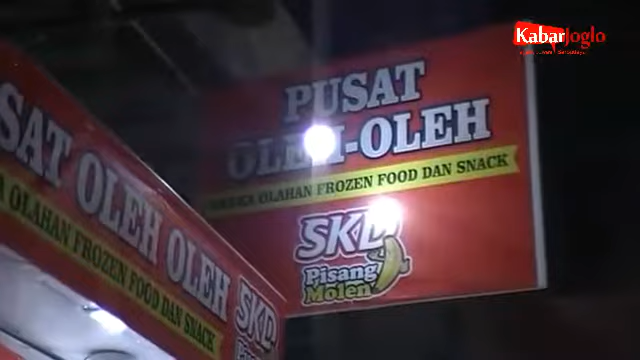 KabarJoglo
PUSAT
OLEH-OLEH
OLAHAN FROZEN FOOD DAN SNACK
SKD
Pisang
Molen
SAT OLEH OLEH
OLAHAN FROZEN FOOD DAN SNACK
SKD